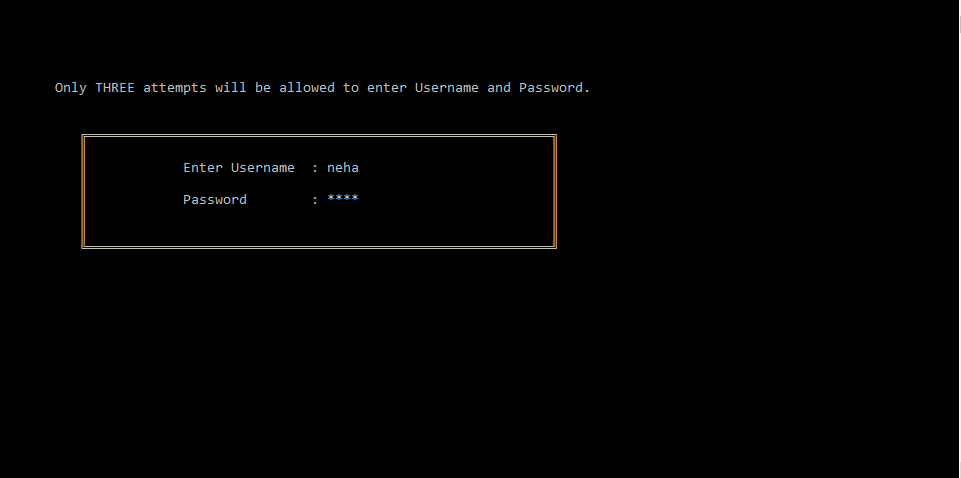 Only THREE attempts will be allowed to enter Username and Password.
Enter Username  : neha
Password        : ****